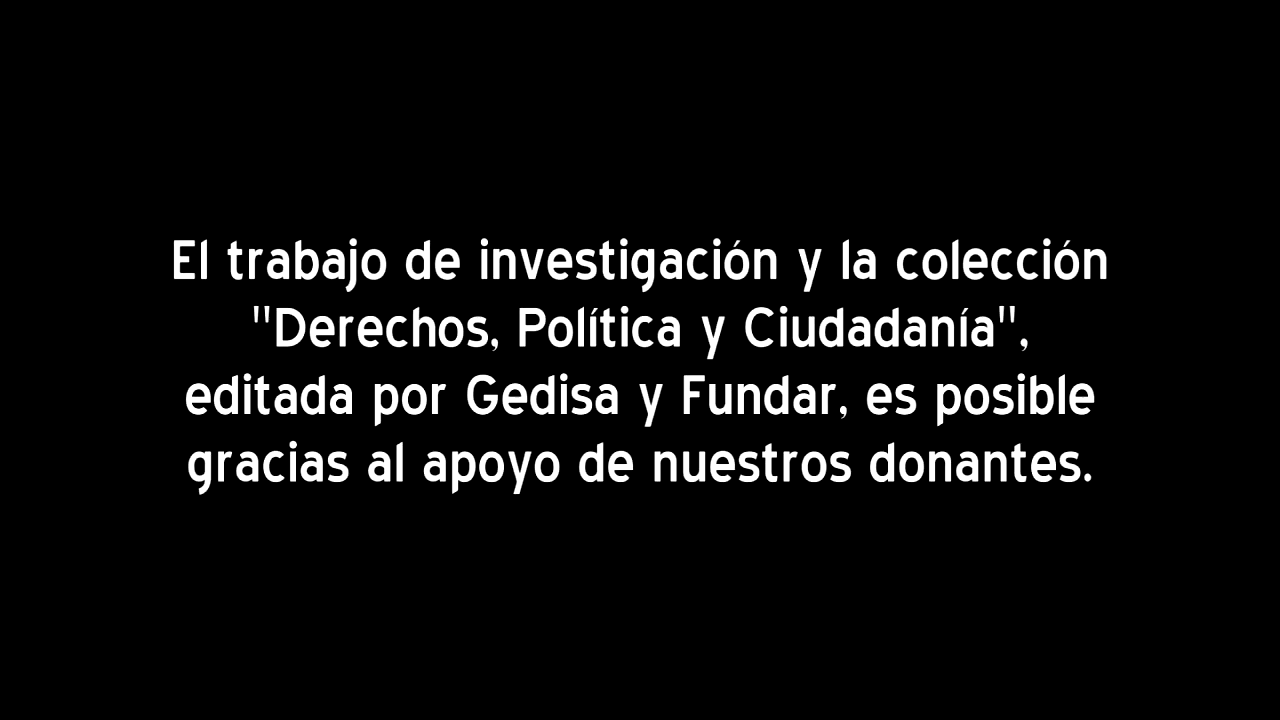 El trabajo de investigación y la colección
"Derechos, Política y Ciudadanía",
editada por Gedisa y Fundar, es posible
gracias al apoyo de nuestros donantes.